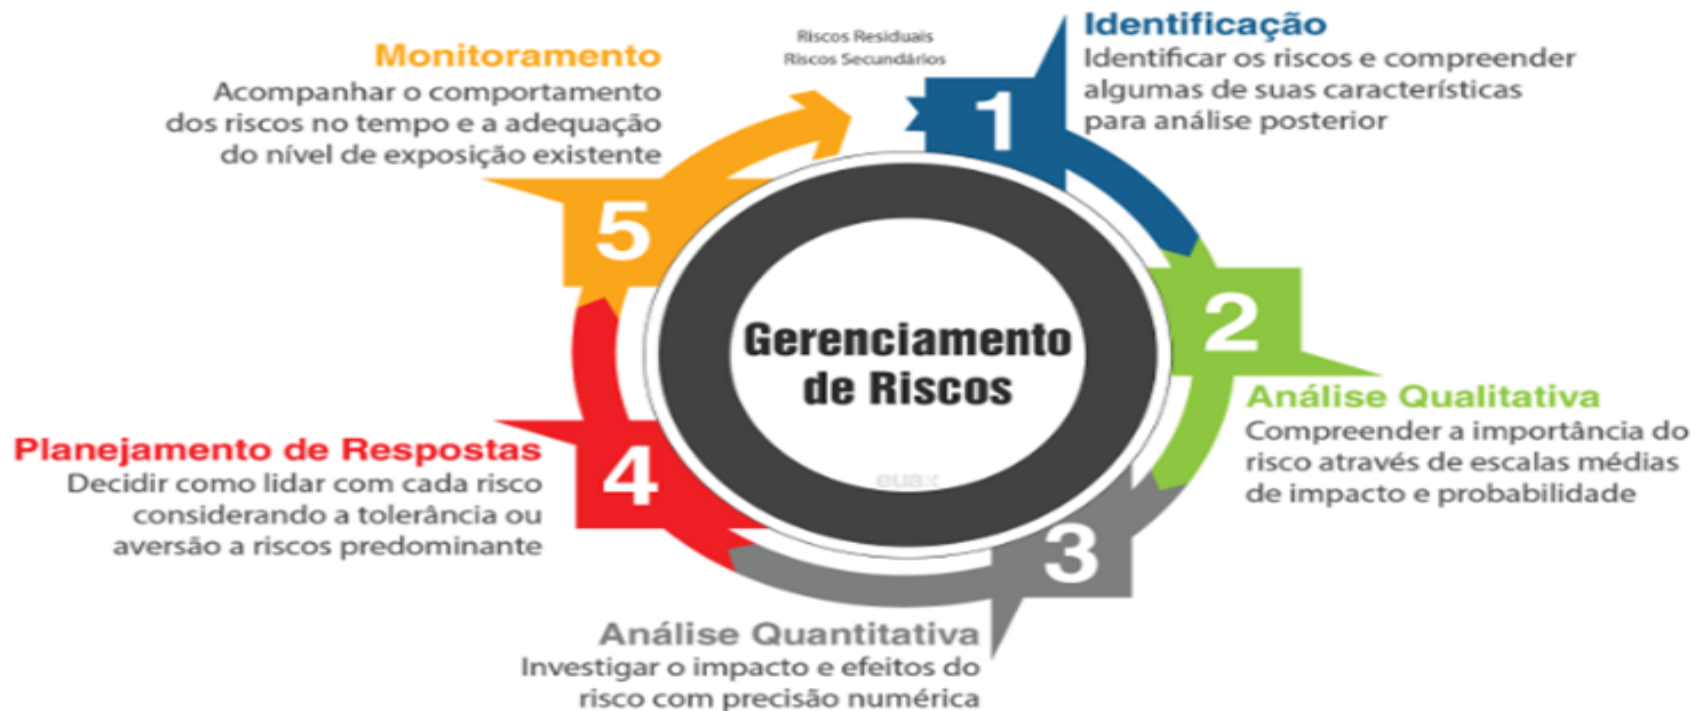 Riscos Residuais
Riscos Secundários
1
Identificação
Identificar os riscos e compreender
algumas de suas características
para análise posterior
2
Análise Qualitativa
Compreender a importância do
risco através de escalas médias
de impacto e probabilidade
3
Análise Quantitativa
Investigar o impacto e efeitos do
risco com precisão numérica
4
Planejamento de Respostas
Decidir como lidar com cada risco
considerando a tolerância ou
aversão a riscos predominante
5
Monitoramento
Acompanhar o comportamento
dos riscos no tempo e a adequação
do nível de exposição existente
Gerenciamento
de Riscos
euax